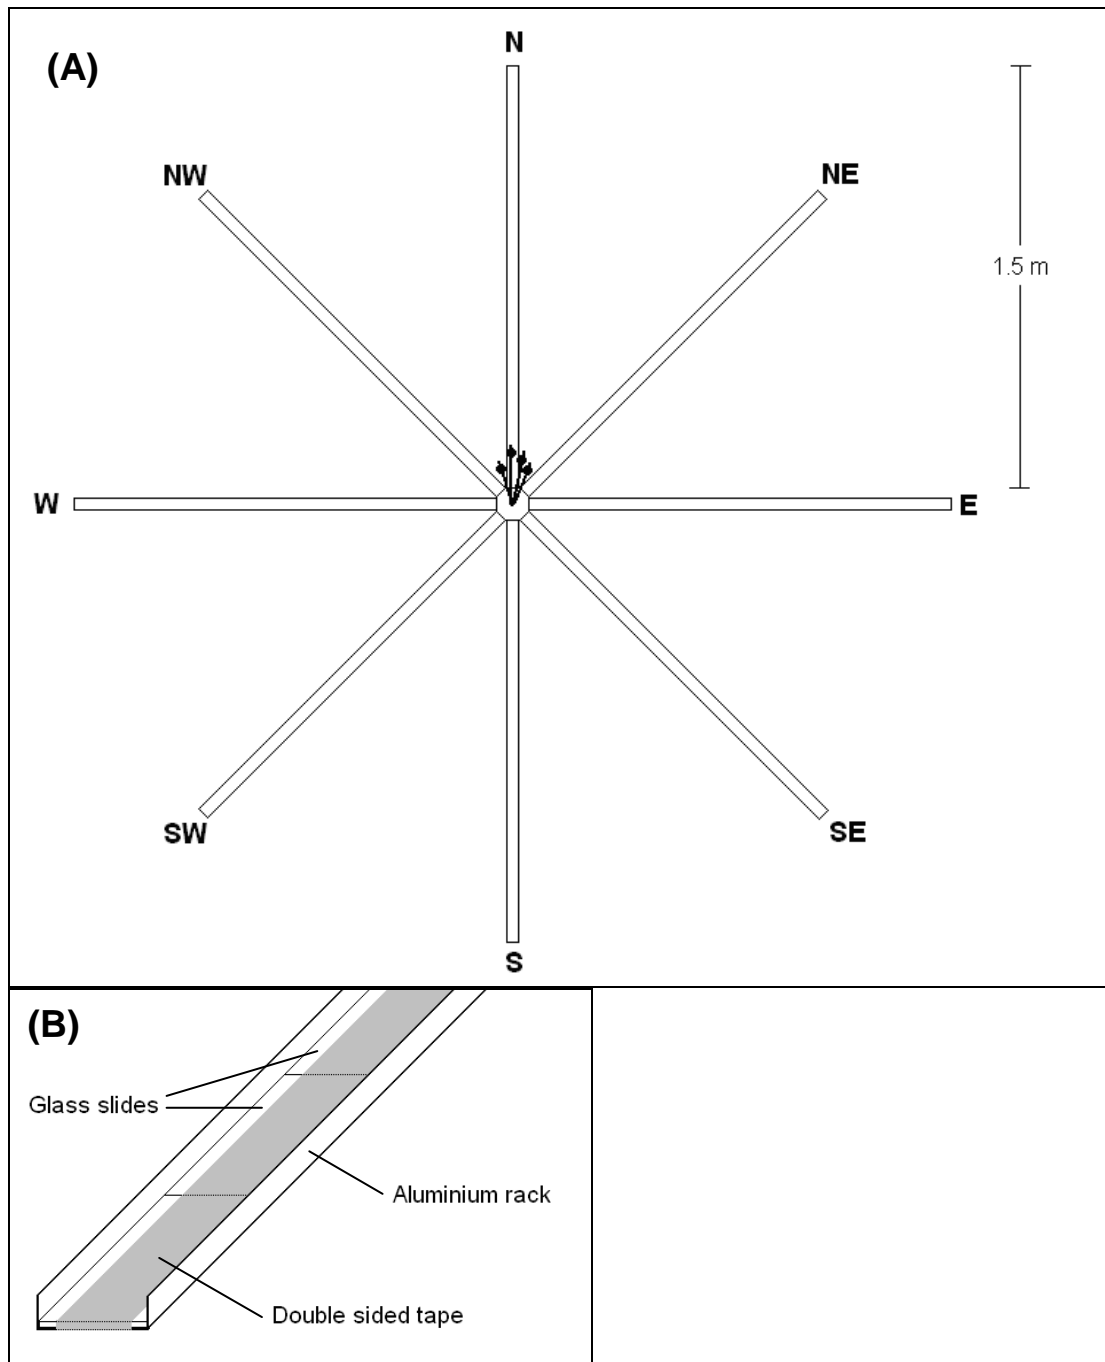 (A)
N
NW
NE
1.5 m
W
E
SW
SE
S
(B)
Glass slides
Aluminium rack
Double sided tape